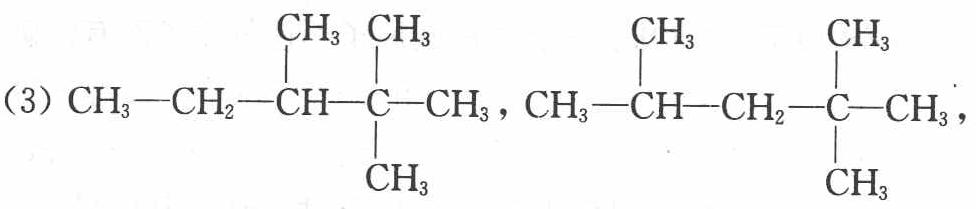 CH₃ CH₃ CH₃ CH₃
(3) CH₃—CH₂—CH—C—CH₃, CH₃—CH—CH₂—C—CH₃,
CH₃ CH₃